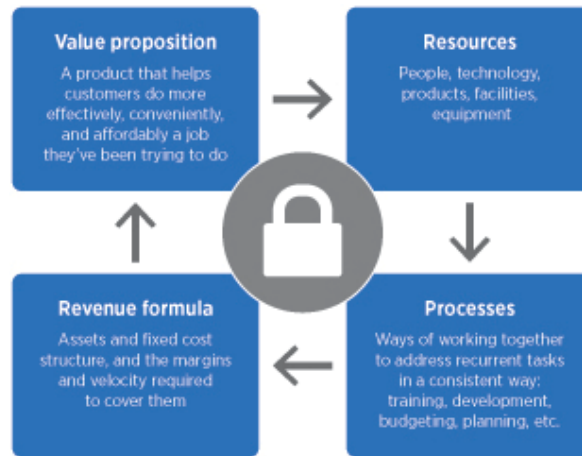 Value proposition
A product that helps
customers do more
effectively, conveniently,
and affordably a job
they've been trying to do
Resources
People, technology,
products, facilities,
equipment
Revenue formula
Assets and fixed cost
structure, and the margins
and velocity required
to cover them
Processes
Ways of working together
to address recurrent tasks
in a consistent way:
training, development,
budgeting, planning, etc.